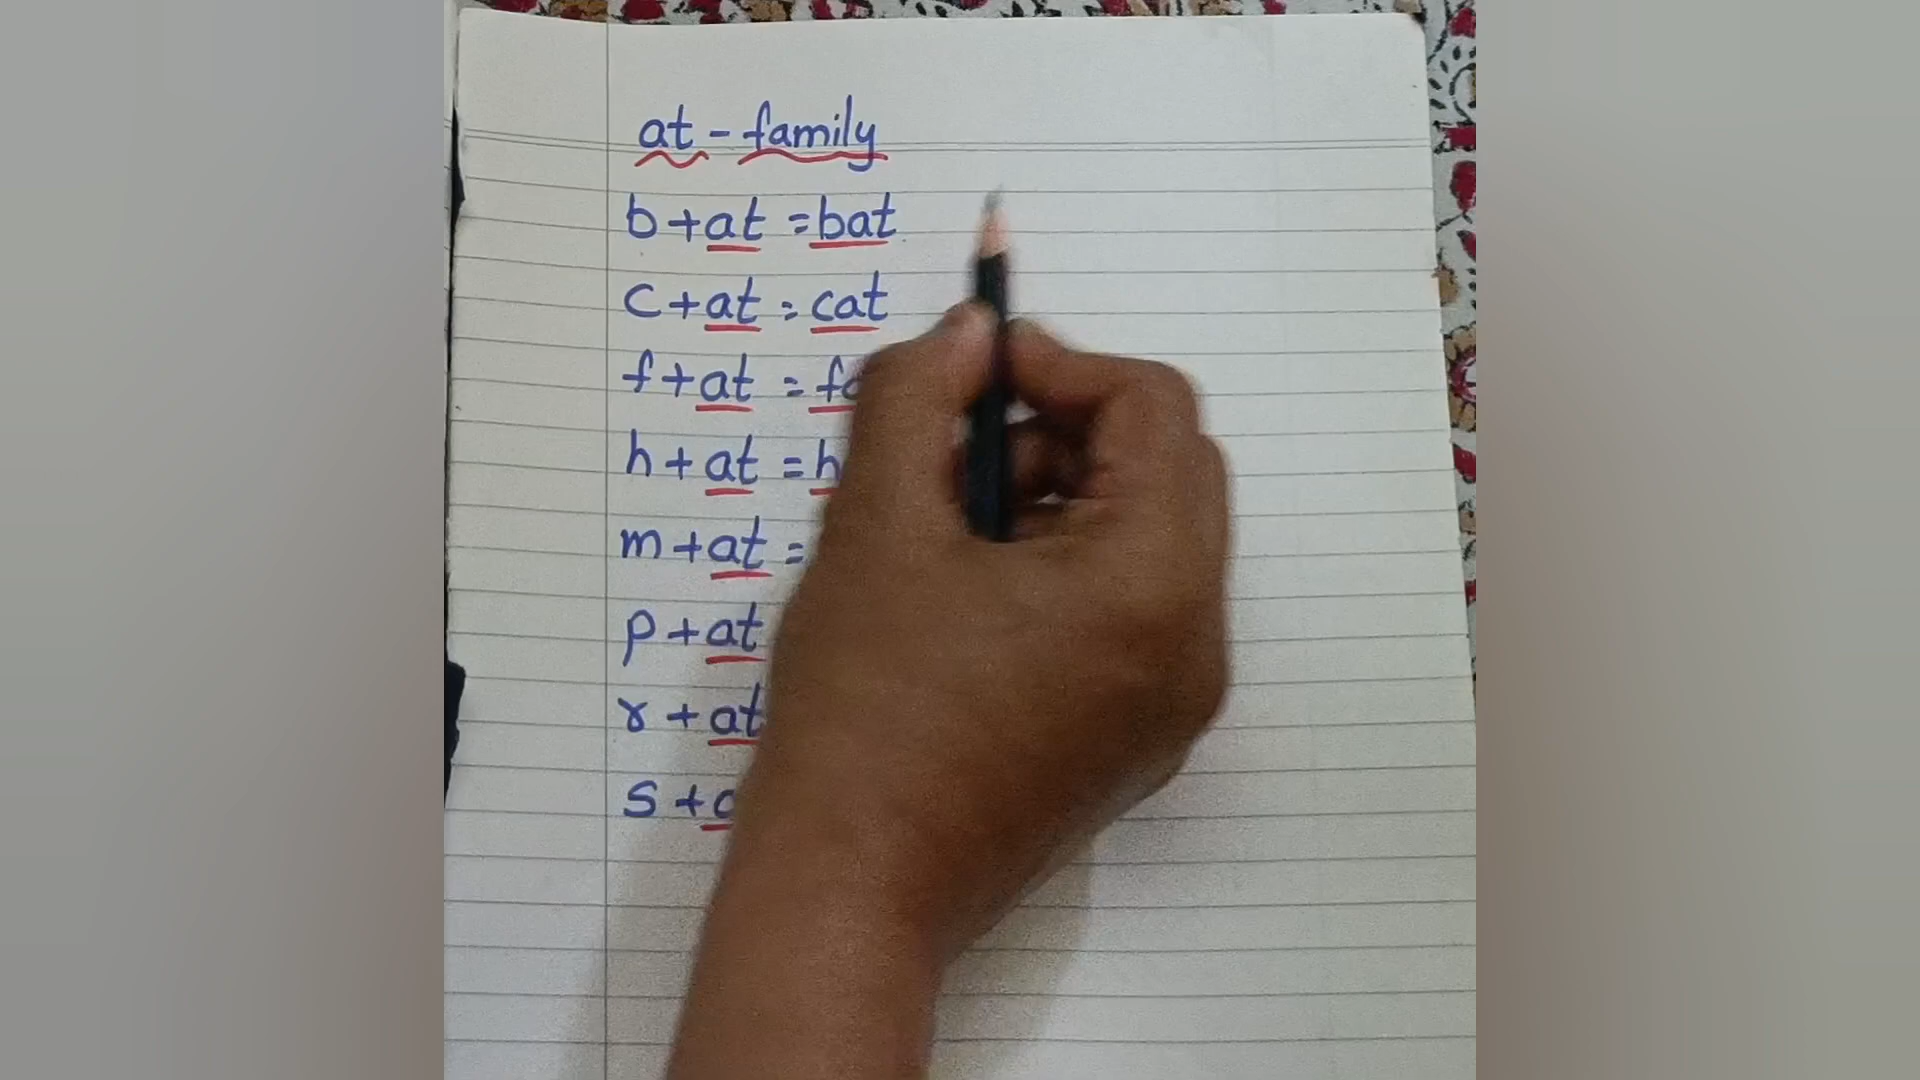 at - family
b + at = bat
c + at = cat
f + at =
h + at =
m + at =
p + at
r + at
s +